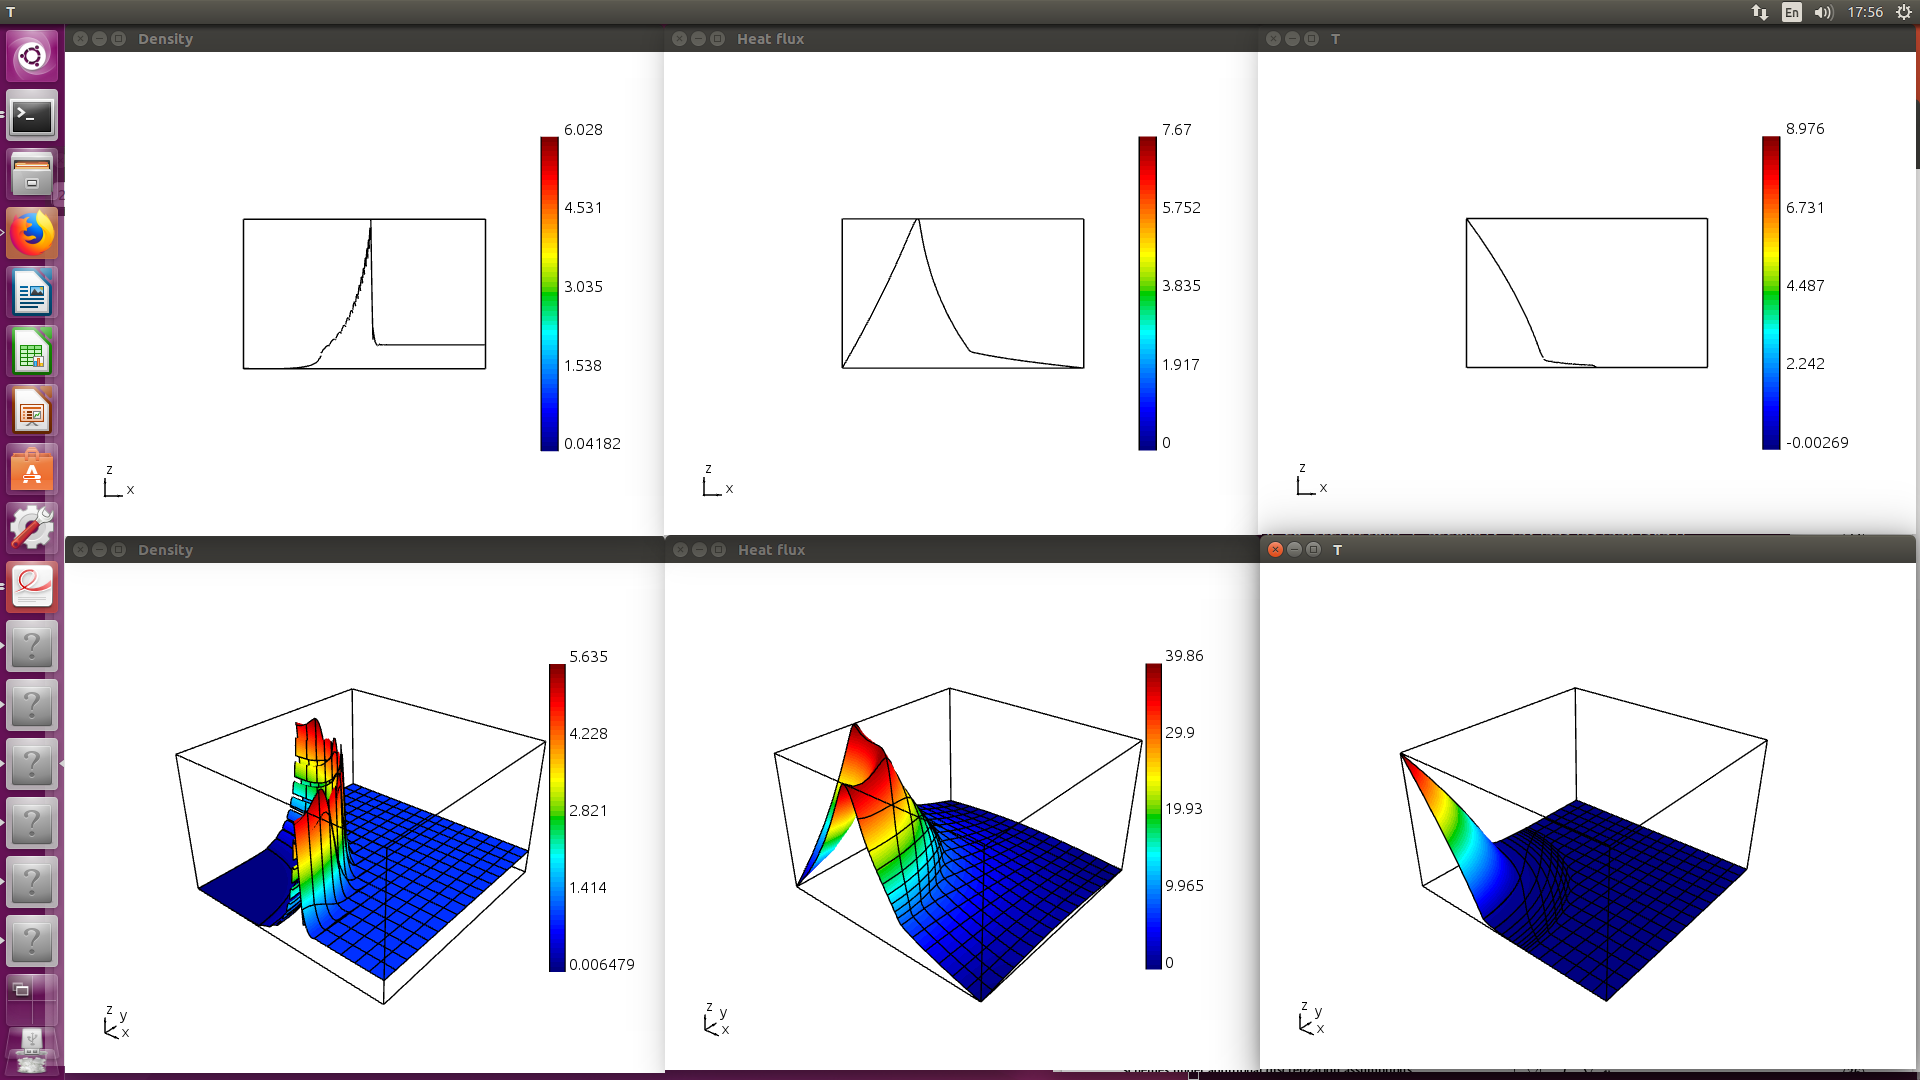 T
En
17:56
Density
Heat flux
T
6.028
4.531
3.035
1.538
0.04182
z
x
7.67
5.752
3.835
1.917
0
z
x
8.976
6.731
4.487
2.242
-0.00269
z
x
Density
Heat flux
T
5.635
4.228
2.821
1.414
0.006479
z
y
x
39.86
29.9
19.93
9.965
0
z
y
x
z
y
x